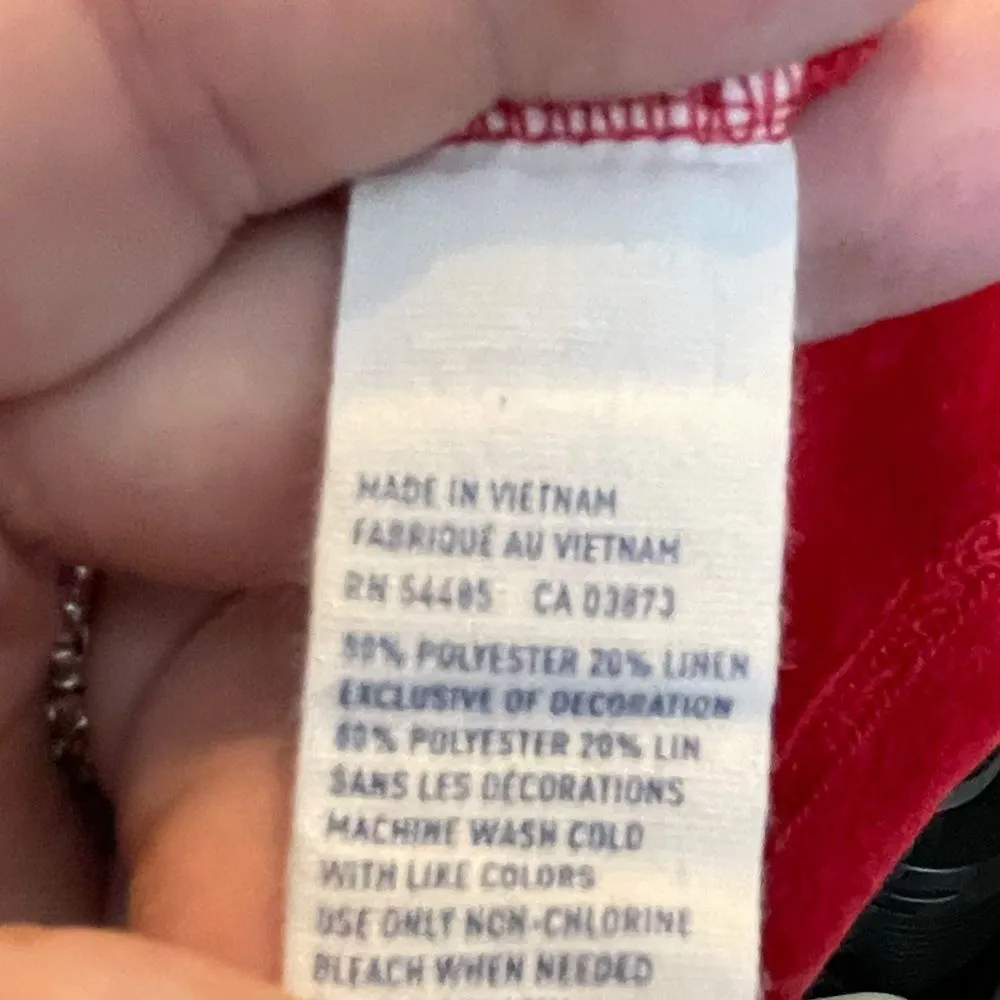 MADE IN VIETNAM
FABRIQUÉ AU VIETNAM
RN 54485 CA 03873
80% POLYESTER 20% LINEN
EXCLUSIVE OF DECORATION
80% POLYESTER 20% LIN
SANS LES DÉCORATIONS
MACHINE WASH COLD
WITH LIKE COLORS
USE ONLY NON-CHLORINE
BLEACH WHEN NEEDED